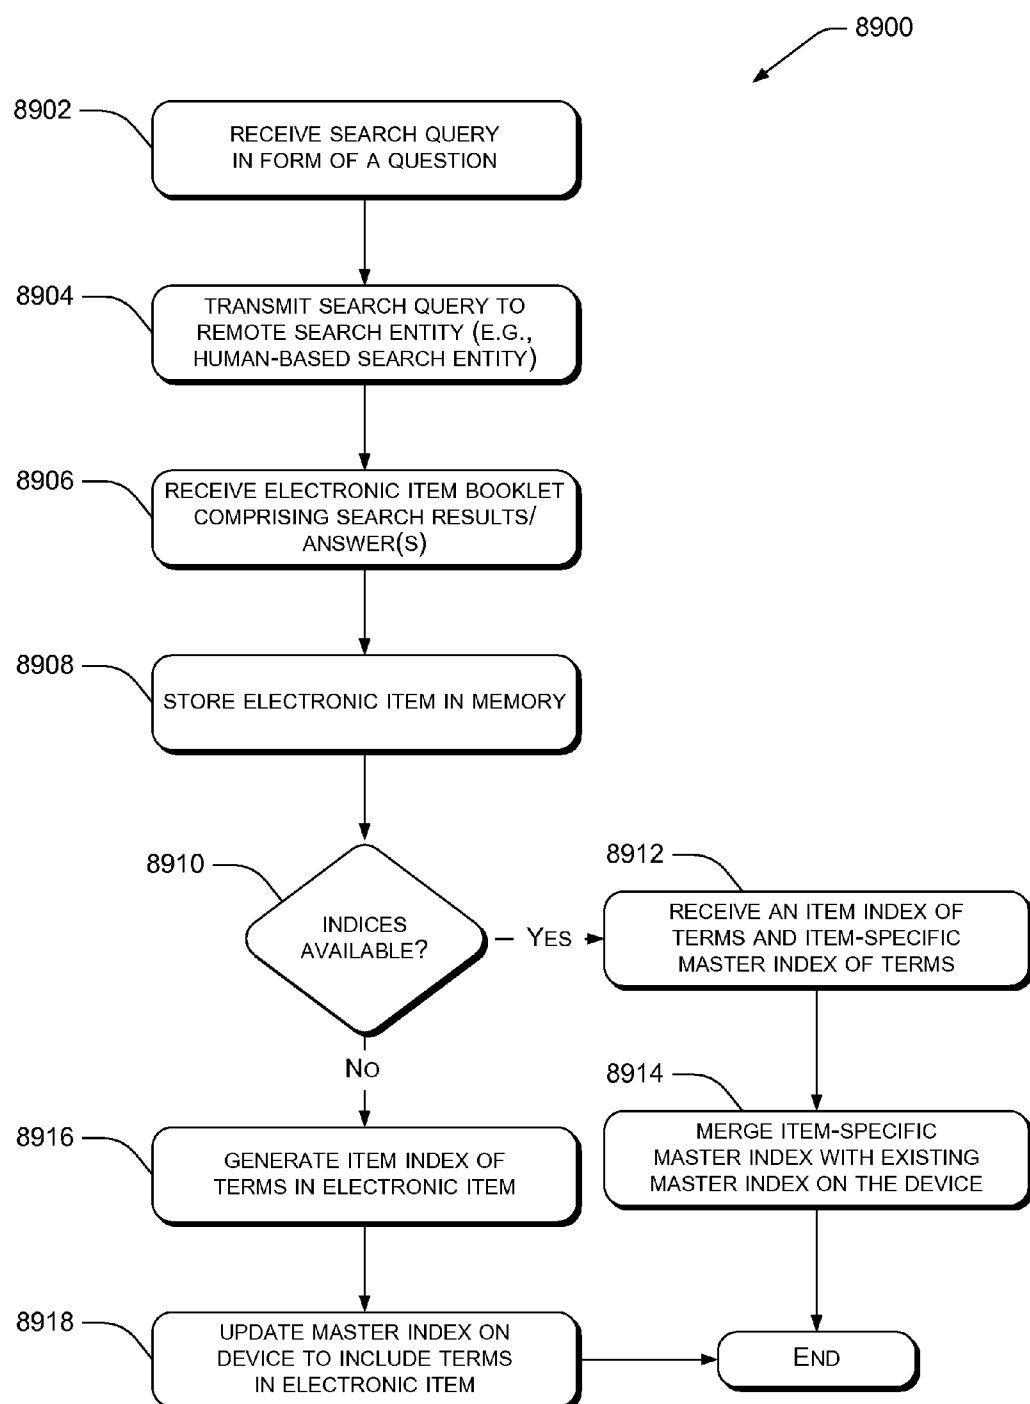 8900
8902
RECEIVE SEARCH QUERY
IN FORM OF A QUESTION
8904
TRANSMIT SEARCH QUERY TO
REMOTE SEARCH ENTITY (E.G.,
HUMAN-BASED SEARCH ENTITY)
8906
RECEIVE ELECTRONIC ITEM BOOKLET
COMPRISING SEARCH RESULTS/
ANSWER(S)
8908
STORE ELECTRONIC ITEM IN MEMORY
8910
INDICES
AVAILABLE?
YES
8912
RECEIVE AN ITEM INDEX OF
TERMS AND ITEM-SPECIFIC
MASTER INDEX OF TERMS
8914
MERGE ITEM-SPECIFIC
MASTER INDEX WITH EXISTING
MASTER INDEX ON THE DEVICE
NO
8916
GENERATE ITEM INDEX OF
TERMS IN ELECTRONIC ITEM
8918
UPDATE MASTER INDEX ON
DEVICE TO INCLUDE TERMS
IN ELECTRONIC ITEM
END